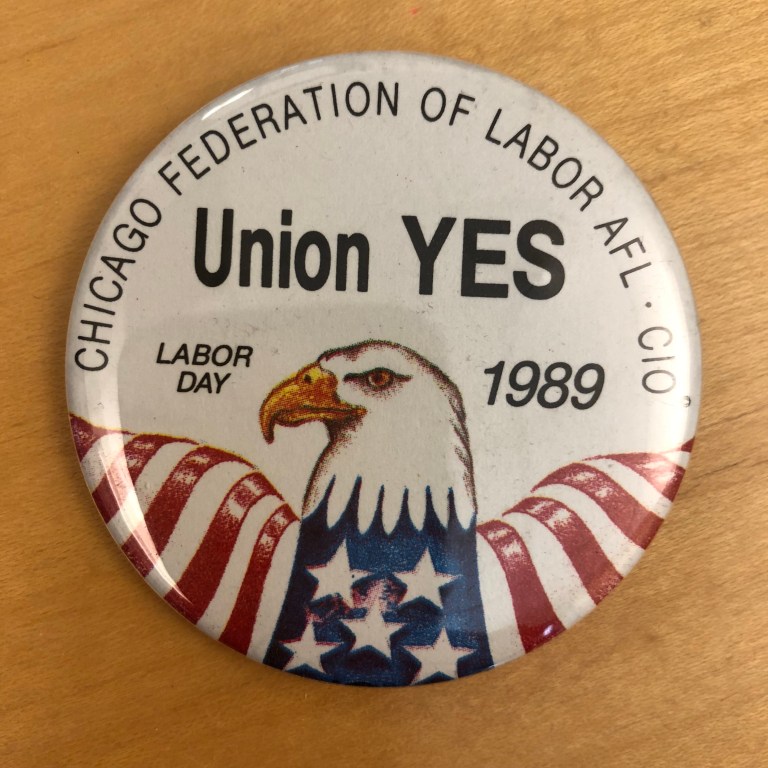 CHICAGO FEDERATION OF LABOR AFL·CIO
Union YES
LABOR
DAY
1989